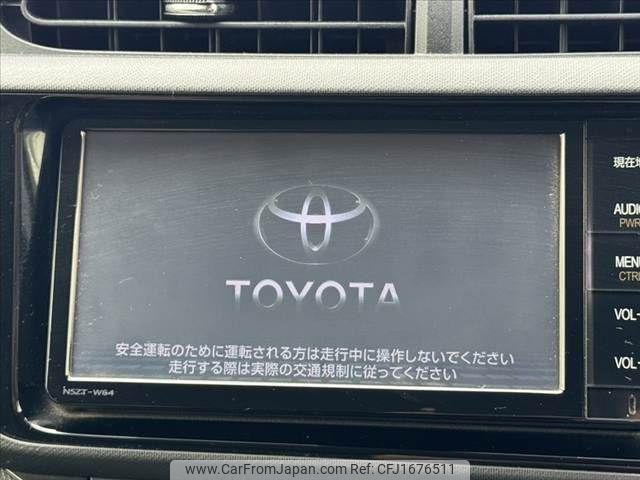 現在地
AUDIO
PWR
MENU
CTRL
VOL+
VOL-
TOYOTA
安全運転のために運転される方は走行中に操作しないでください
走行する際は実際の交通規制に従ってください
NSZT-W64
www.CarFromJapan.com | CFJ1676511